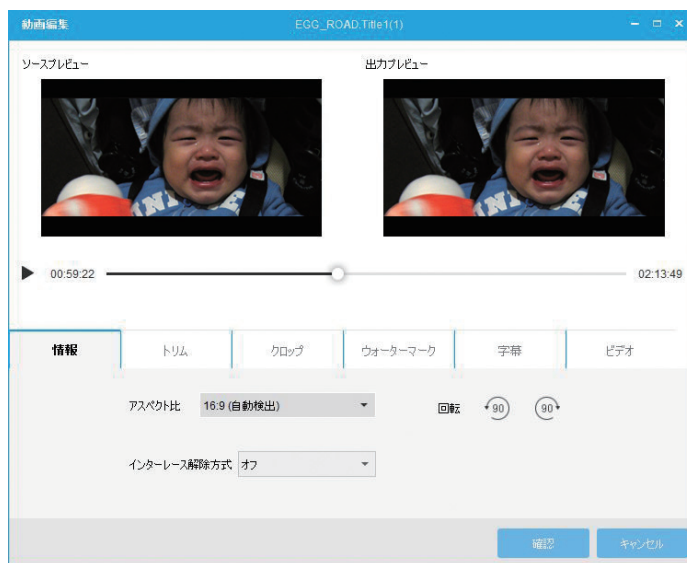 動画編集 EGG_ROAD.Title1(1)
ソースプレビュー 出力プレビュー
00:59:22 02:13:49
情報 トリム クロップ ウォーターマーク 字幕 ビデオ
アスペクト比 16:9 (自動検出) 回転 90 90
インターレース解除方式 オフ
確認 キャンセル